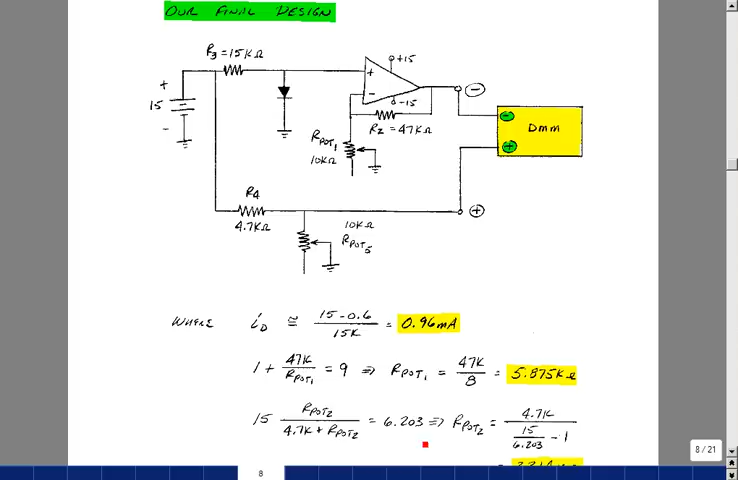 OUR FINAL DESIGN
R3 = 15KΩ
+
15
-
+15
+
-
-15
R2 = 47KΩ
RPOT1
10KΩ
-
-
DMM
+
R4
4.7KΩ
10KΩ
RPOT5
+
WHERE iD ≅ 15 - 0.6 / 15K = 0.96mA
1 + 47K / RPOT1 = 9 ⇒ RPOT1 = 47K / 8 = 5.875KΩ
15 RPOT2 / 4.7K + RPOT2 = 6.203 ⇒ RPOT2 = 4.7K / 15 / 6.203 - 1
8 / 21
8